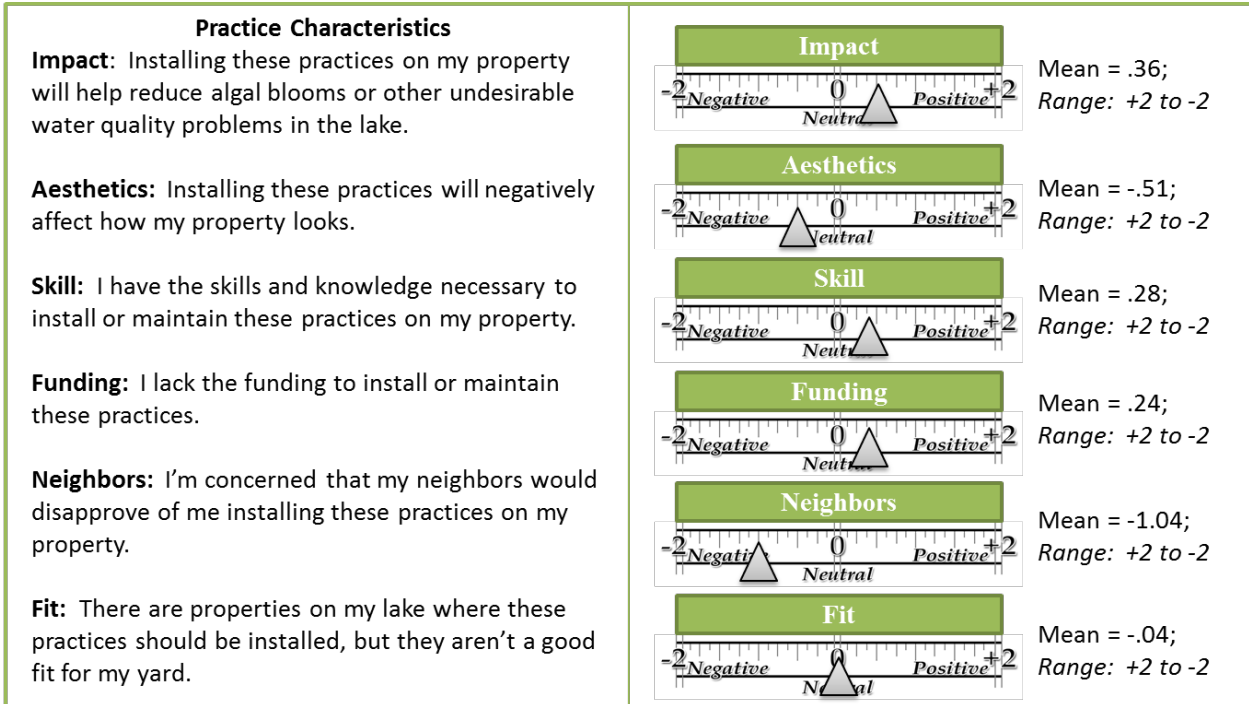 Practice Characteristics
Impact: Installing these practices on my property
will help reduce algal blooms or other undesirable
water quality problems in the lake.
Aesthetics: Installing these practices will negatively
affect how my property looks.
Skill: I have the skills and knowledge necessary to
install or maintain these practices on my property.
Funding: I lack the funding to install or maintain
these practices.
Neighbors: I’m concerned that my neighbors would
disapprove of me installing these practices on my
property.
Fit: There are properties on my lake where these
practices should be installed, but they aren’t a good
fit for my yard.
Impact
-2 Negative 0 Positive +2
Neutral
Mean = .36;
Range: +2 to -2
Aesthetics
-2 Negative 0 Positive +2
Neutral
Mean = -.51;
Range: +2 to -2
Skill
-2 Negative 0 Positive +2
Neutral
Mean = .28;
Range: +2 to -2
Funding
-2 Negative 0 Positive +2
Neutral
Mean = .24;
Range: +2 to -2
Neighbors
-2 Negative 0 Positive +2
Neutral
Mean = -1.04;
Range: +2 to -2
Fit
-2 Negative 0 Positive +2
Neutral
Mean = -.04;
Range: +2 to -2